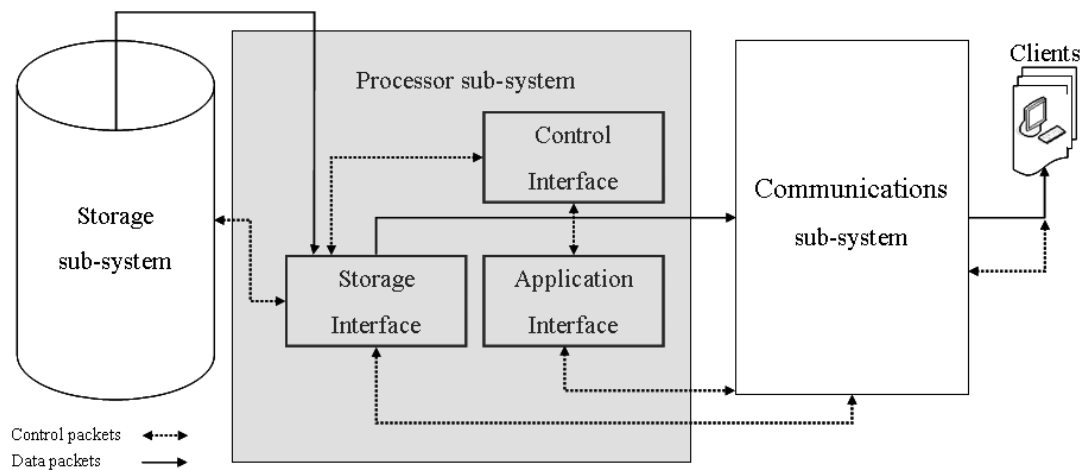 Clients
Processor sub-system
Control
Interface
Storage
sub-system
Communications
sub-system
Storage
Interface
Application
Interface
Control packets
Data packets